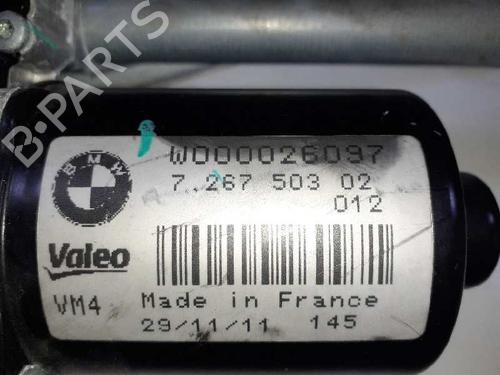 B-PARTS
BMW
W000026097
7.267 503 02
012
Valeo
VM4
Made in France
29/11/11 145